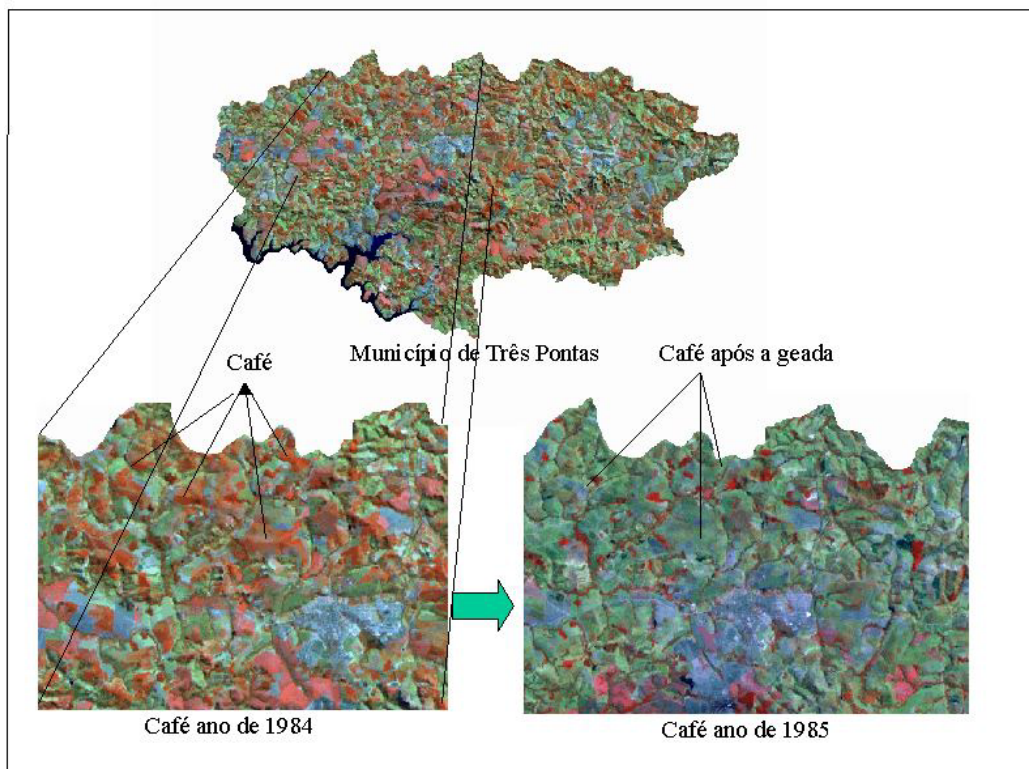 Município de Três Pontas
Café
Café após a geada
Café ano de 1984
Café ano de 1985